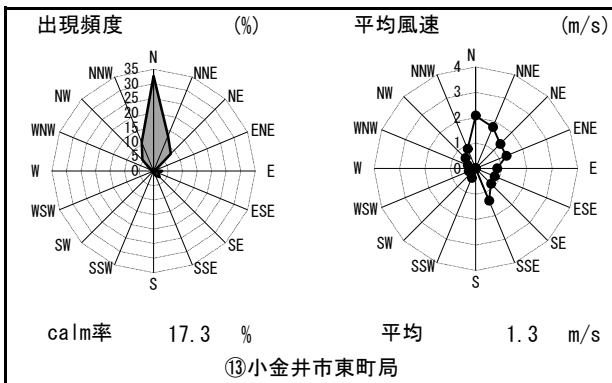 出現頻度 (%)
N
NNE
NE
ENE
E
ESE
SE
SSE
S
SSW
SW
WSW
W
WNW
NW
NNW
35
30
25
20
15
10
5
0
calm率 17.3 %
平均風速 (m/s)
N
NNE
NE
ENE
E
ESE
SE
SSE
S
SSW
SW
WSW
W
WNW
NW
NNW
4
3
2
1
0
平均 1.3 m/s
⑬小金井市東町局